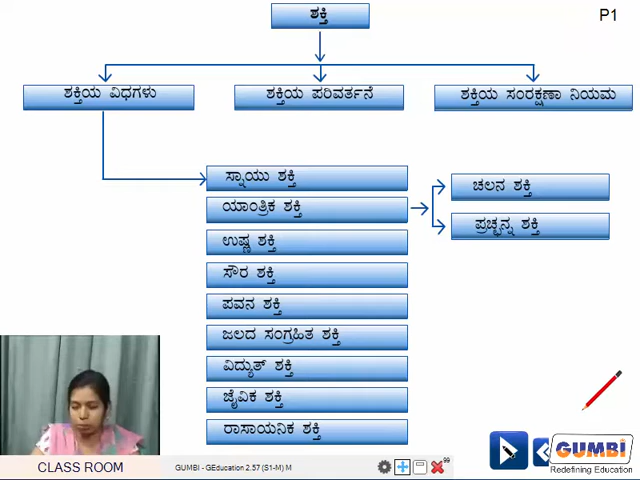 ಶಕ್ತಿ
P1
ಶಕ್ತಿಯ ವಿಧಗಳು
ಶಕ್ತಿಯ ಪರಿವರ್ತನೆ
ಶಕ್ತಿಯ ಸಂರಕ್ಷಣಾ ನಿಯಮ
ಸ್ನಾಯು ಶಕ್ತಿ
ಯಾಂತ್ರಿಕ ಶಕ್ತಿ
ಚಲನ ಶಕ್ತಿ
ಪ್ರಚ್ಛನ್ನ ಶಕ್ತಿ
ಉಷ್ಣ ಶಕ್ತಿ
ಸೌರ ಶಕ್ತಿ
ಪವನ ಶಕ್ತಿ
ಜಲದ ಸಂಗ್ರಹಿತ ಶಕ್ತಿ
ವಿದ್ಯುತ್ ಶಕ್ತಿ
ಜೈವಿಕ ಶಕ್ತಿ
ರಾಸಾಯನಿಕ ಶಕ್ತಿ
CLASS ROOM
GUMBI - GEducation 2.57 (S1-M) M
99
GUMBI
Redefining Education